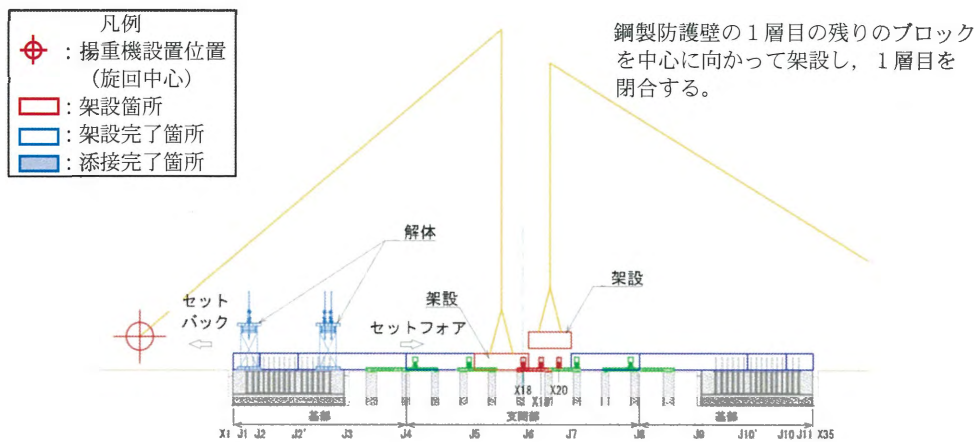 凡例
：揚重機設置位置
（旋回中心）
：架設箇所
：架設完了箇所
：添接完了箇所
鋼製防護壁の１層目の残りのブロック
を中心に向かって架設し，１層目を
閉合する。
解体
セット
バック
セットフォア
架設
架設
X18
X19
X20
基部
支間部
基部
X1 J1 J2 J2' J3 J4 J5 J6 J7 J8 J9 J10' J10 J11 X35